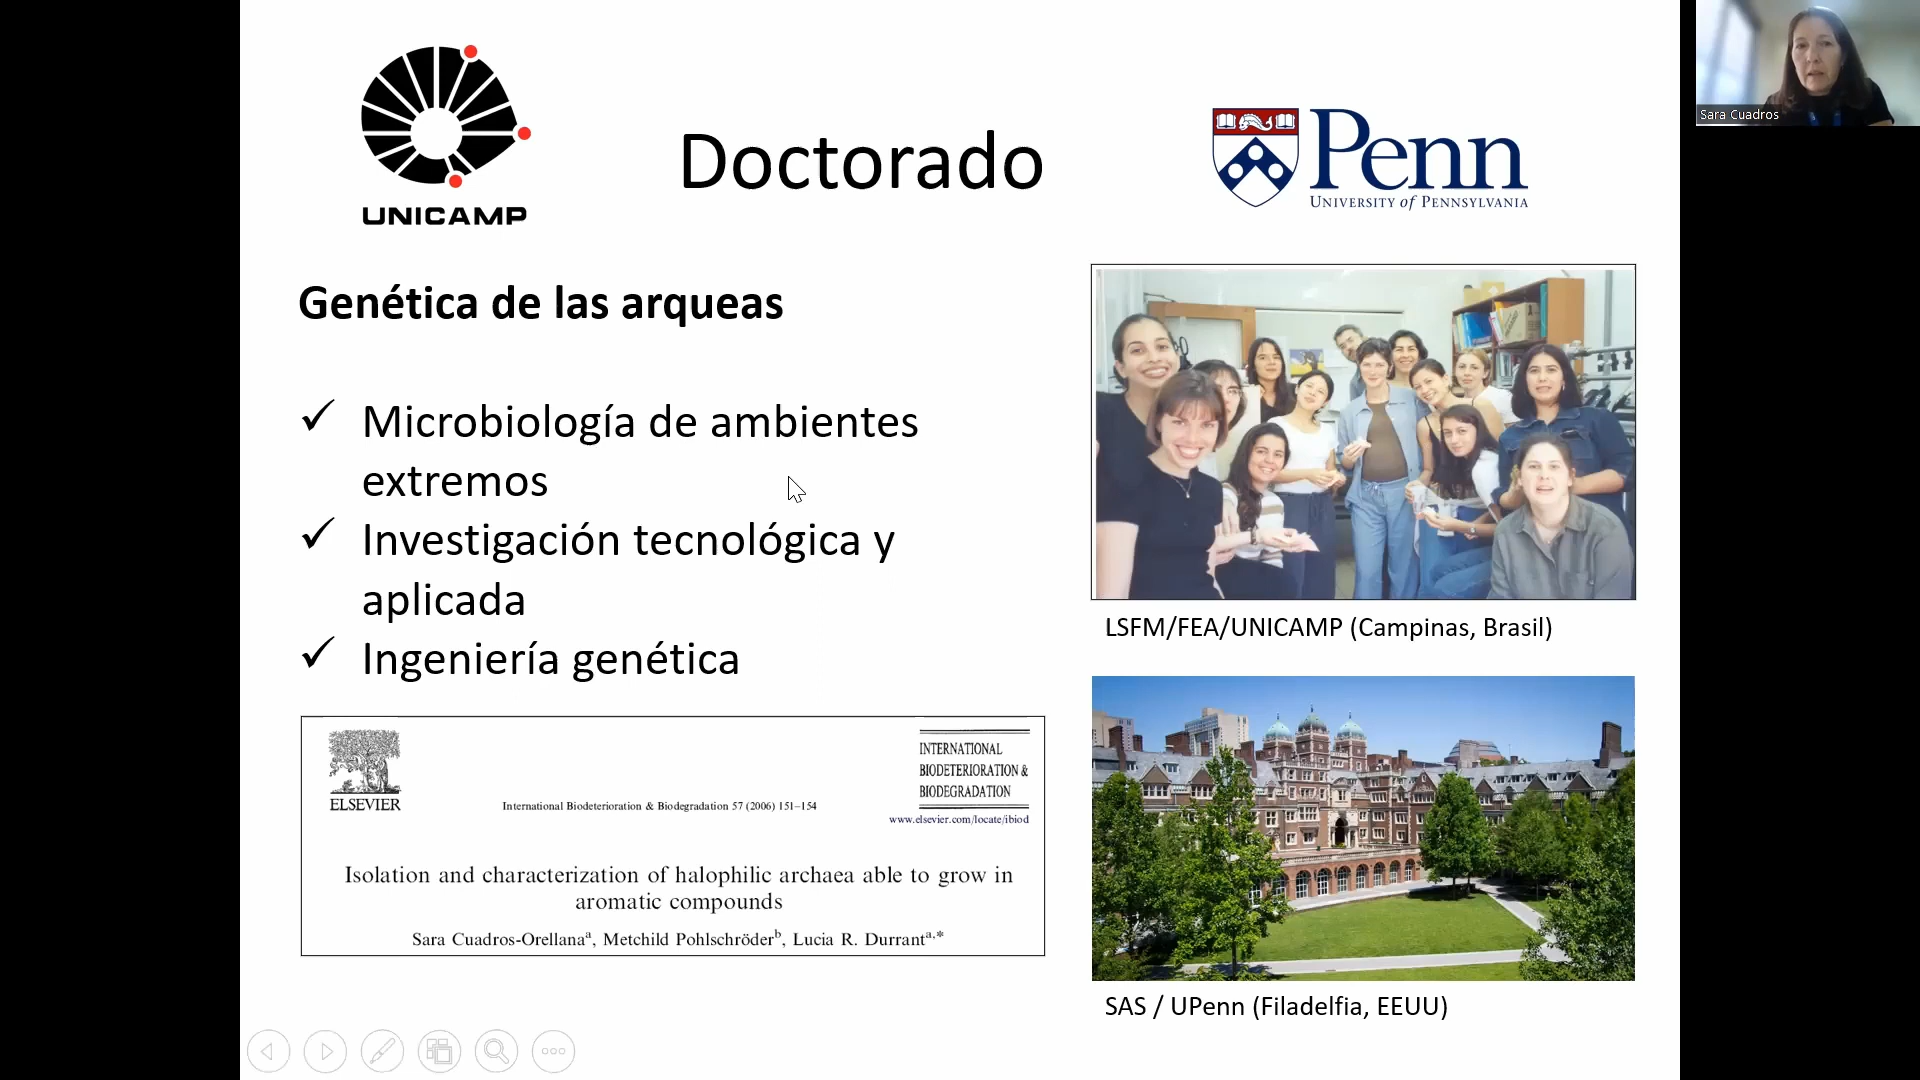 UNICAMP
Doctorado
Penn
UNIVERSITY of PENNSYLVANIA
Sara Cuadros
Genética de las arqueas
✓ Microbiología de ambientes
extremos
✓ Investigación tecnológica y
aplicada
✓ Ingeniería genética
ELSEVIER
International Biodeterioration & Biodegradation 57 (2006) 151–154
INTERNATIONAL
BIODETERIORATION &
BIODEGRADATION
www.elsevier.com/locate/ibiod
Isolation and characterization of halophilic archaea able to grow in
aromatic compounds
Sara Cuadros-Orellanaᵃ, Metchild Pohlschröderᵇ, Lucia R. Durrantᵃ,*
LSFM/FEA/UNICAMP (Campinas, Brasil)
SAS / UPenn (Filadelfia, EEUU)